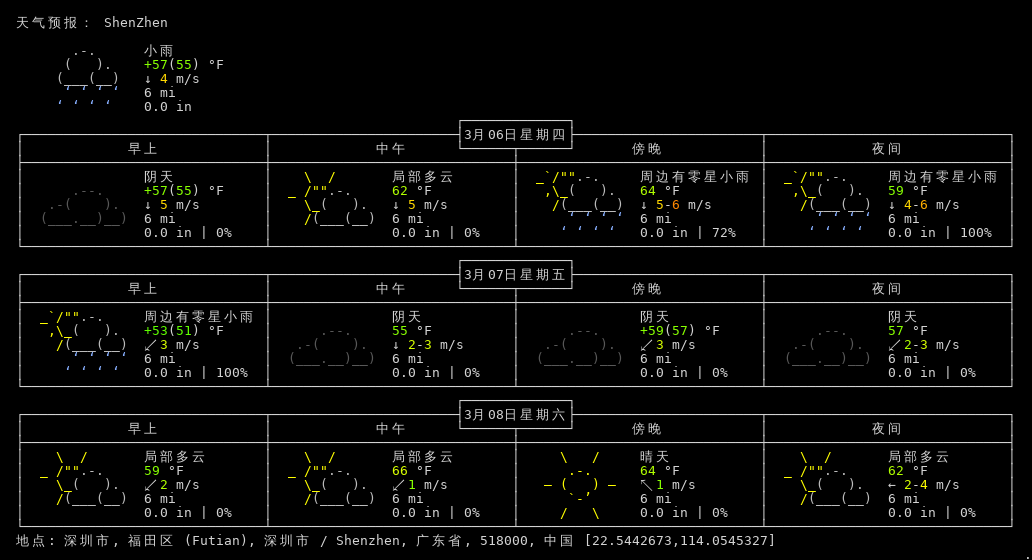 天气预报： ShenZhen
小雨
+57(55) °F
↓ 4 m/s
6 mi
0.0 in
3月06日星期四
早上 中午 傍晚 夜间
阴天 局部多云 周边有零星小雨 周边有零星小雨
+57(55) °F 62 °F 64 °F 59 °F
↓ 5 m/s ↓ 5 m/s ↓ 5-6 m/s ↓ 4-6 m/s
6 mi 6 mi 6 mi 6 mi
0.0 in | 0% 0.0 in | 0% 0.0 in | 72% 0.0 in | 100%
3月07日星期五
早上 中午 傍晚 夜间
周边有零星小雨 阴天 阴天 阴天
+53(51) °F 55 °F +59(57) °F 57 °F
↙ 3 m/s ↓ 2-3 m/s ↙ 3 m/s ↙ 2-3 m/s
6 mi 6 mi 6 mi 6 mi
0.0 in | 100% 0.0 in | 0% 0.0 in | 0% 0.0 in | 0%
3月08日星期六
早上 中午 傍晚 夜间
局部多云 局部多云 晴天 局部多云
59 °F 66 °F 64 °F 62 °F
↙ 2 m/s ↙ 1 m/s ↖ 1 m/s ← 2-4 m/s
6 mi 6 mi 6 mi 6 mi
0.0 in | 0% 0.0 in | 0% 0.0 in | 0% 0.0 in | 0%
地点: 深圳市, 福田区 (Futian), 深圳市 / Shenzhen, 广东省, 518000, 中国 [22.5442673,114.0545327]